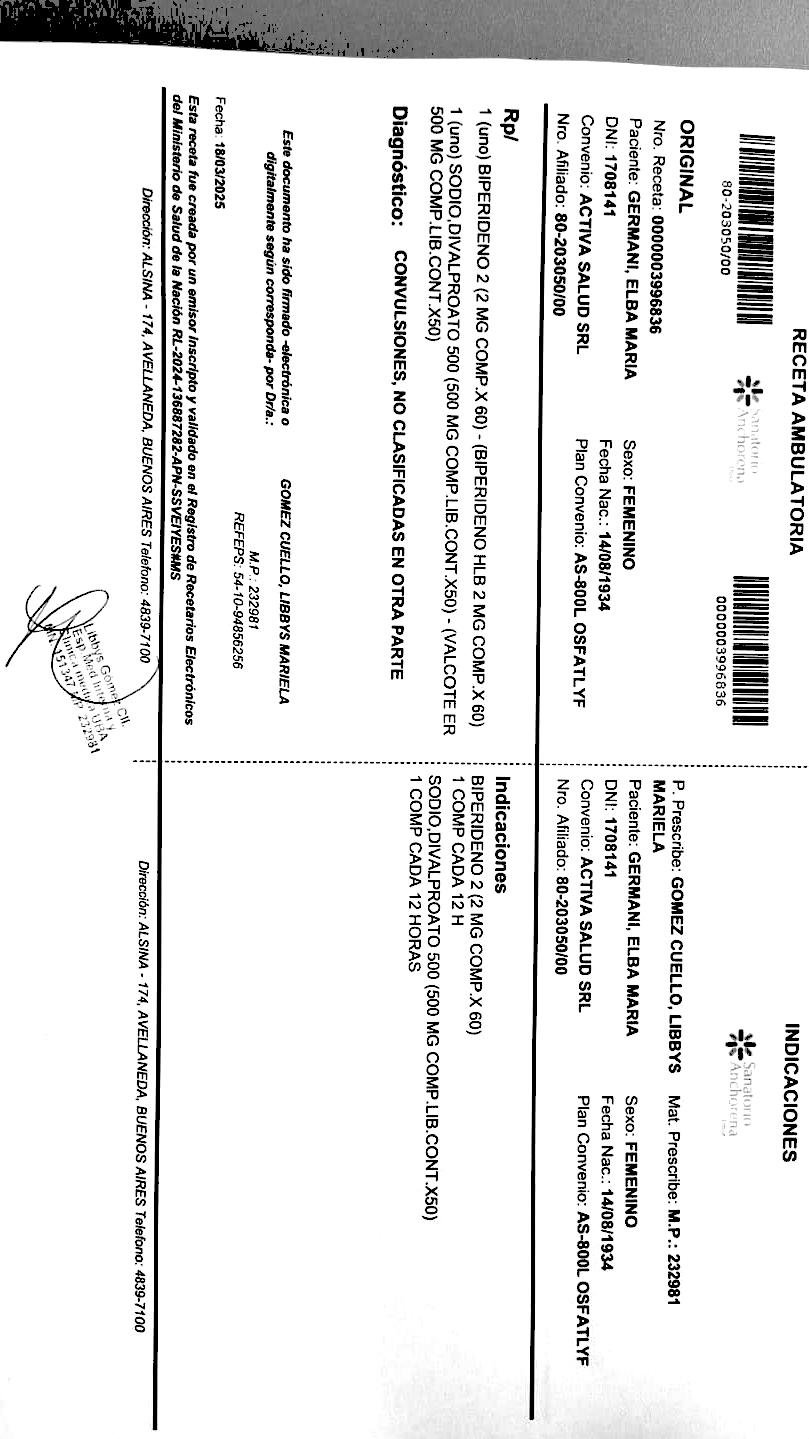 RECETA AMBULATORIA
80-203050/00
Sanatorio
Anchorena
0000003996836
ORIGINAL
Nro. Receta: 0000003996836
Paciente: GERMANI, ELBA MARIA
Sexo: FEMENINO
DNI: 1708141
Fecha Nac.: 14/08/1934
Convenio: ACTIVA SALUD SRL
Plan Convenio: AS-800L OSFATLYF
Nro. Afiliado: 80-203050/00
Rp/
1 (uno) BIPERIDENO 2 (2 MG COMP.X 60) - (BIPERIDENO HLB 2 MG COMP.X 60)
1 (uno) SODIO,DIVALPROATO 500 (500 MG COMP.LIB.CONT.X50) - (VALCOTE ER
500 MG COMP.LIB.CONT.X50)
Diagnóstico: CONVULSIONES, NO CLASIFICADAS EN OTRA PARTE
Este documento ha sido firmado -electrónica o
digitalmente según corresponda- por Dr/a.:
GOMEZ CUELLO, LIBBYS MARIELA
M.P.: 232981
REFEPS: 54-10-94856256
Fecha: 18/03/2025
Esta receta fue creada por un emisor Inscripto y validado en el Registro de Recetarios Electrónicos
del Ministerio de Salud de la Nación RL-2024-136887282-APN-SSVEIYES#MS
Dirección: ALSINA - 174, AVELLANEDA, BUENOS AIRES Telefono: 4839-7100
Libbys Gomez
Esp Med
UBA
151347 MP 232981
INDICACIONES
Sanatorio
Anchorena
P. Prescribe: GOMEZ CUELLO, LIBBYS
MARIELA
Mat. Prescribe: M.P.: 232981
Paciente: GERMANI, ELBA MARIA
Sexo: FEMENINO
DNI: 1708141
Fecha Nac.: 14/08/1934
Convenio: ACTIVA SALUD SRL
Plan Convenio: AS-800L OSFATLYF
Nro. Afiliado: 80-203050/00
Indicaciones
BIPERIDENO 2 (2 MG COMP.X 60)
1 COMP CADA 12 H
SODIO,DIVALPROATO 500 (500 MG COMP.LIB.CONT.X50)
1 COMP CADA 12 HORAS
Dirección: ALSINA - 174, AVELLANEDA, BUENOS AIRES Telefono: 4839-7100